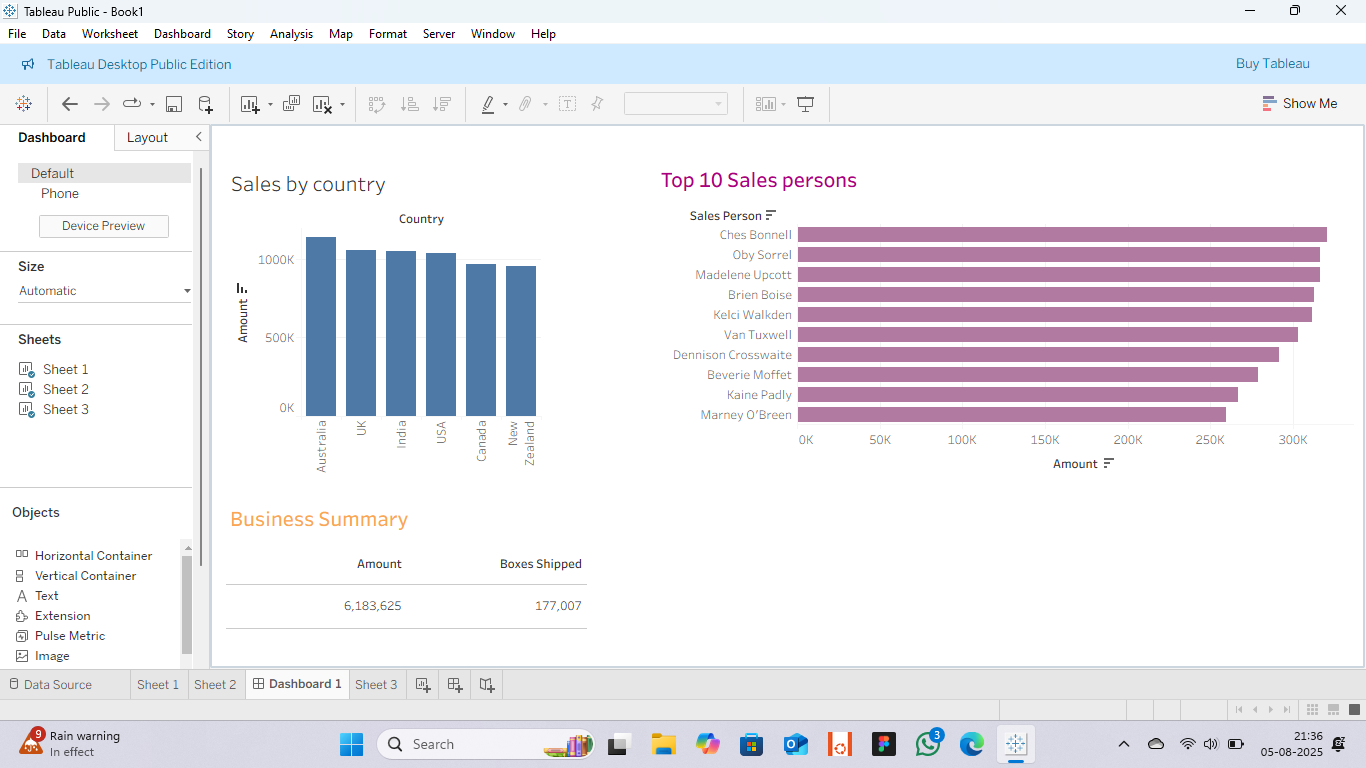 Tableau Public - Book1
File Data Worksheet Dashboard Story Analysis Map Format Server Window Help
Tableau Desktop Public Edition
Buy Tableau
Show Me
Dashboard
Layout
Default
Phone
Device Preview
Size
Automatic
Sheets
Sheet 1
Sheet 2
Sheet 3
Objects
Horizontal Container
Vertical Container
Text
Extension
Pulse Metric
Image
Sales by country
Country
Amount
1000K
500K
0K
Australia
UK
India
USA
Canada
New
Zealand
Top 10 Sales persons
Sales Person
Ches Bonnell
Oby Sorrel
Madelene Upcott
Brien Boise
Kelci Walkden
Van Tuxwell
Dennison Crosswaite
Beverie Moffet
Kaine Padly
Marney O'Breen
0K 50K 100K 150K 200K 250K 300K
Amount
Business Summary
Amount Boxes Shipped
6,183,625 177,007
Data Source Sheet 1 Sheet 2 Dashboard 1 Sheet 3
9
Rain warning
In effect
Search
3
21:36
05-08-2025